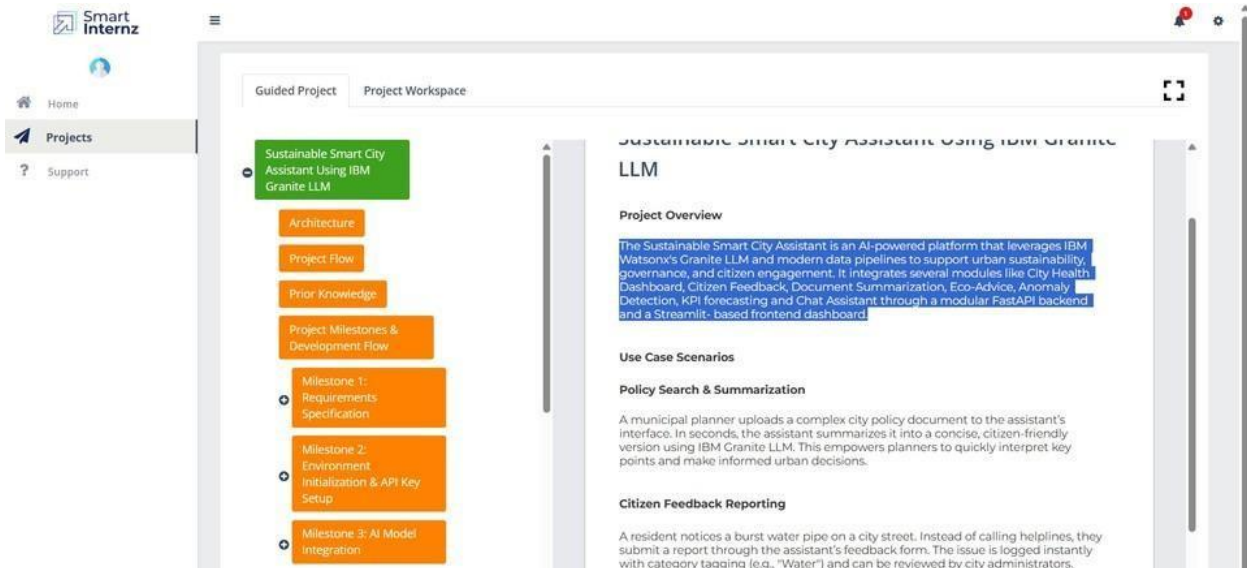 Smart
Internz
1
Home
Projects
Support
Guided Project
Project Workspace
Sustainable Smart City
Assistant Using IBM
Granite LLM
Architecture
Project Flow
Prior Knowledge
Project Milestones &
Development Flow
Milestone 1:
Requirements
Specification
Milestone 2:
Environment
Initialization & API Key
Setup
Milestone 3: AI Model
Integration
Sustainable Smart City Assistant Using IBM Granite
LLM
Project Overview
The Sustainable Smart City Assistant is an AI-powered platform that leverages IBM
Watsonx's Granite LLM and modern data pipelines to support urban sustainability,
governance, and citizen engagement. It integrates several modules like City Health
Dashboard, Citizen Feedback, Document Summarization, Eco-Advice, Anomaly
Detection, KPI forecasting and Chat Assistant through a modular FastAPI backend
and a Streamlit- based frontend dashboard.
Use Case Scenarios
Policy Search & Summarization
A municipal planner uploads a complex city policy document to the assistant's
interface. In seconds, the assistant summarizes it into a concise, citizen-friendly
version using IBM Granite LLM. This empowers planners to quickly interpret key
points and make informed urban decisions.
Citizen Feedback Reporting
A resident notices a burst water pipe on a city street. Instead of calling helplines, they
submit a report through the assistant's feedback form. The issue is logged instantly
with category tagging (e.g., "Water") and can be reviewed by city administrators.